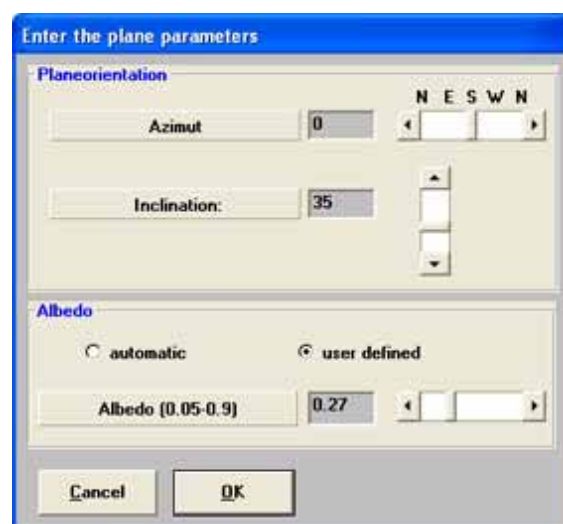 Enter the plane parameters
Planeorientation
N E S W N
Azimut 0
Inclination: 35
Albedo
automatic user defined
Albedo (0.05-0.9) 0.27
Cancel OK